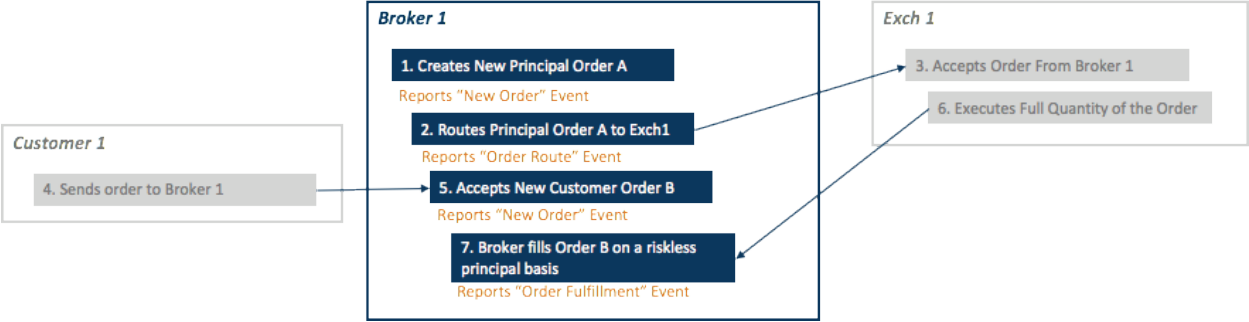 Broker 1
1. Creates New Principal Order A
Reports "New Order" Event
2. Routes Principal Order A to Exch1
Reports "Order Route" Event
5. Accepts New Customer Order B
Reports "New Order" Event
7. Broker fills Order B on a riskless
principal basis
Reports "Order Fulfillment" Event
Customer 1
4. Sends order to Broker 1
Exch 1
3. Accepts Order From Broker 1
6. Executes Full Quantity of the Order